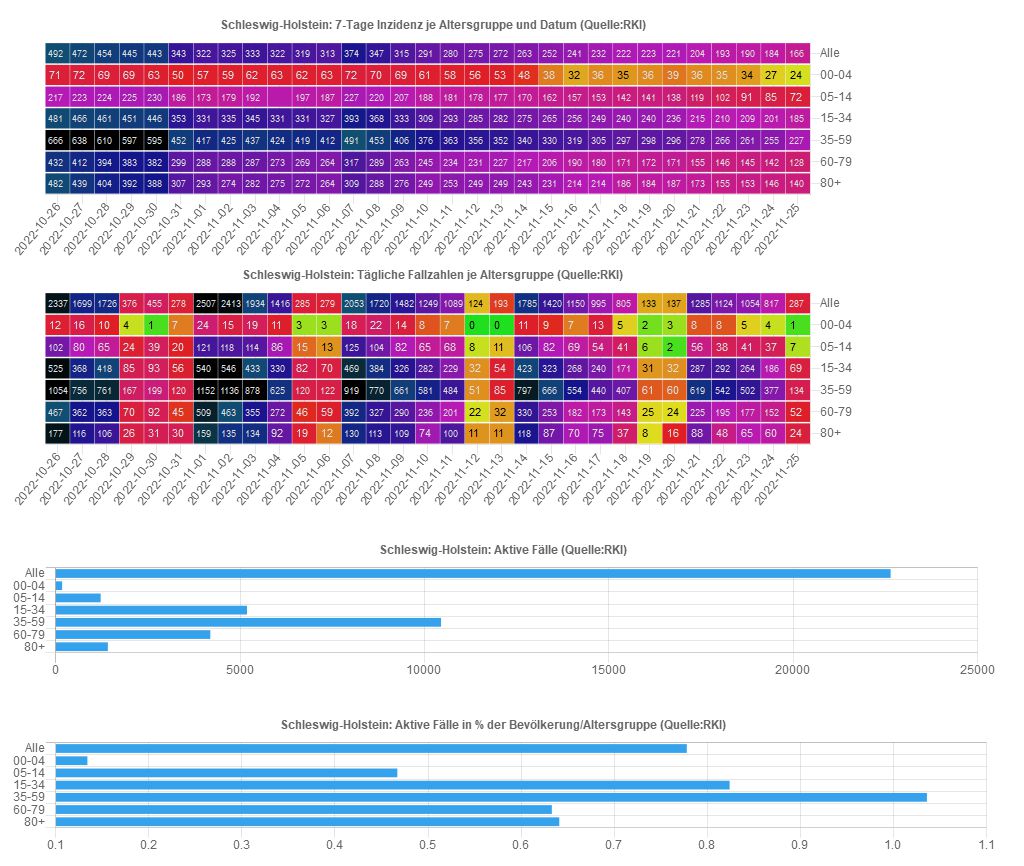 Schleswig-Holstein: 7-Tage Inzidenz je Altersgruppe und Datum (Quelle:RKI)
492 472 454 445 443 343 322 325 333 322 319 313 374 347 315 291 280 275 272 263 252 241 232 222 223 221 204 193 190 184 166 Alle
71 72 69 69 63 50 57 59 62 63 62 63 72 70 69 61 58 56 53 48 38 32 36 35 36 39 36 35 34 27 24 00-04
217 223 224 225 230 186 173 179 192 197 187 227 220 207 188 181 178 177 170 162 157 153 142 141 138 119 102 91 85 72 05-14
481 466 461 451 446 353 331 335 345 331 331 327 393 368 333 309 293 285 282 275 265 256 249 240 240 236 215 210 209 201 185 15-34
666 638 610 597 595 452 417 425 437 424 419 412 491 453 406 376 363 356 352 340 330 319 305 297 298 296 278 266 261 255 227 35-59
432 412 394 383 382 299 288 288 287 273 269 264 317 289 263 245 234 231 227 217 206 190 180 171 172 171 155 146 145 142 128 60-79
482 439 404 392 388 307 293 274 282 275 272 264 309 288 276 249 253 249 249 243 231 214 214 186 184 187 173 155 153 146 140 80+
2022-10-26 2022-10-27 2022-10-28 2022-10-29 2022-10-30 2022-10-31 2022-11-01 2022-11-02 2022-11-03 2022-11-04 2022-11-05 2022-11-06 2022-11-07 2022-11-08 2022-11-09 2022-11-10 2022-11-11 2022-11-12 2022-11-13 2022-11-14 2022-11-15 2022-11-16 2022-11-17 2022-11-18 2022-11-19 2022-11-20 2022-11-21 2022-11-22 2022-11-23 2022-11-24 2022-11-25
Schleswig-Holstein: Tägliche Fallzahlen je Altersgruppe (Quelle:RKI)
2337 1699 1726 376 455 278 2507 2413 1934 1416 285 279 2053 1720 1482 1249 1089 124 193 1785 1420 1150 995 805 133 137 1285 1124 1054 817 287 Alle
12 16 10 4 1 7 24 15 19 11 3 3 18 22 14 8 7 0 0 11 9 7 13 5 2 3 8 8 5 4 1 00-04
102 80 65 24 39 20 121 118 114 86 15 13 125 104 82 65 68 8 11 106 82 69 54 41 6 2 56 38 41 37 7 05-14
525 368 418 85 93 56 540 546 433 330 82 70 469 384 326 282 229 32 54 423 323 268 240 171 31 32 287 292 264 186 69 15-34
1054 756 761 167 199 120 1152 1136 878 625 120 122 919 770 661 581 484 51 85 797 666 554 440 407 61 60 619 542 502 377 134 35-59
467 362 363 70 92 45 509 463 355 272 46 59 392 327 290 236 201 22 32 330 253 182 173 143 25 24 225 195 177 152 52 60-79
177 116 106 26 31 30 159 135 134 92 19 12 130 113 109 74 100 11 11 118 87 70 75 37 8 16 88 48 65 60 24 80+
2022-10-26 2022-10-27 2022-10-28 2022-10-29 2022-10-30 2022-10-31 2022-11-01 2022-11-02 2022-11-03 2022-11-04 2022-11-05 2022-11-06 2022-11-07 2022-11-08 2022-11-09 2022-11-10 2022-11-11 2022-11-12 2022-11-13 2022-11-14 2022-11-15 2022-11-16 2022-11-17 2022-11-18 2022-11-19 2022-11-20 2022-11-21 2022-11-22 2022-11-23 2022-11-24 2022-11-25
Schleswig-Holstein: Aktive Fälle (Quelle:RKI)
Alle
00-04
05-14
15-34
35-59
60-79
80+
0 5000 10000 15000 20000 25000
Schleswig-Holstein: Aktive Fälle in % der Bevölkerung/Altersgruppe (Quelle:RKI)
Alle
00-04
05-14
15-34
35-59
60-79
80+
0.1 0.2 0.3 0.4 0.5 0.6 0.7 0.8 0.9 1.0 1.1